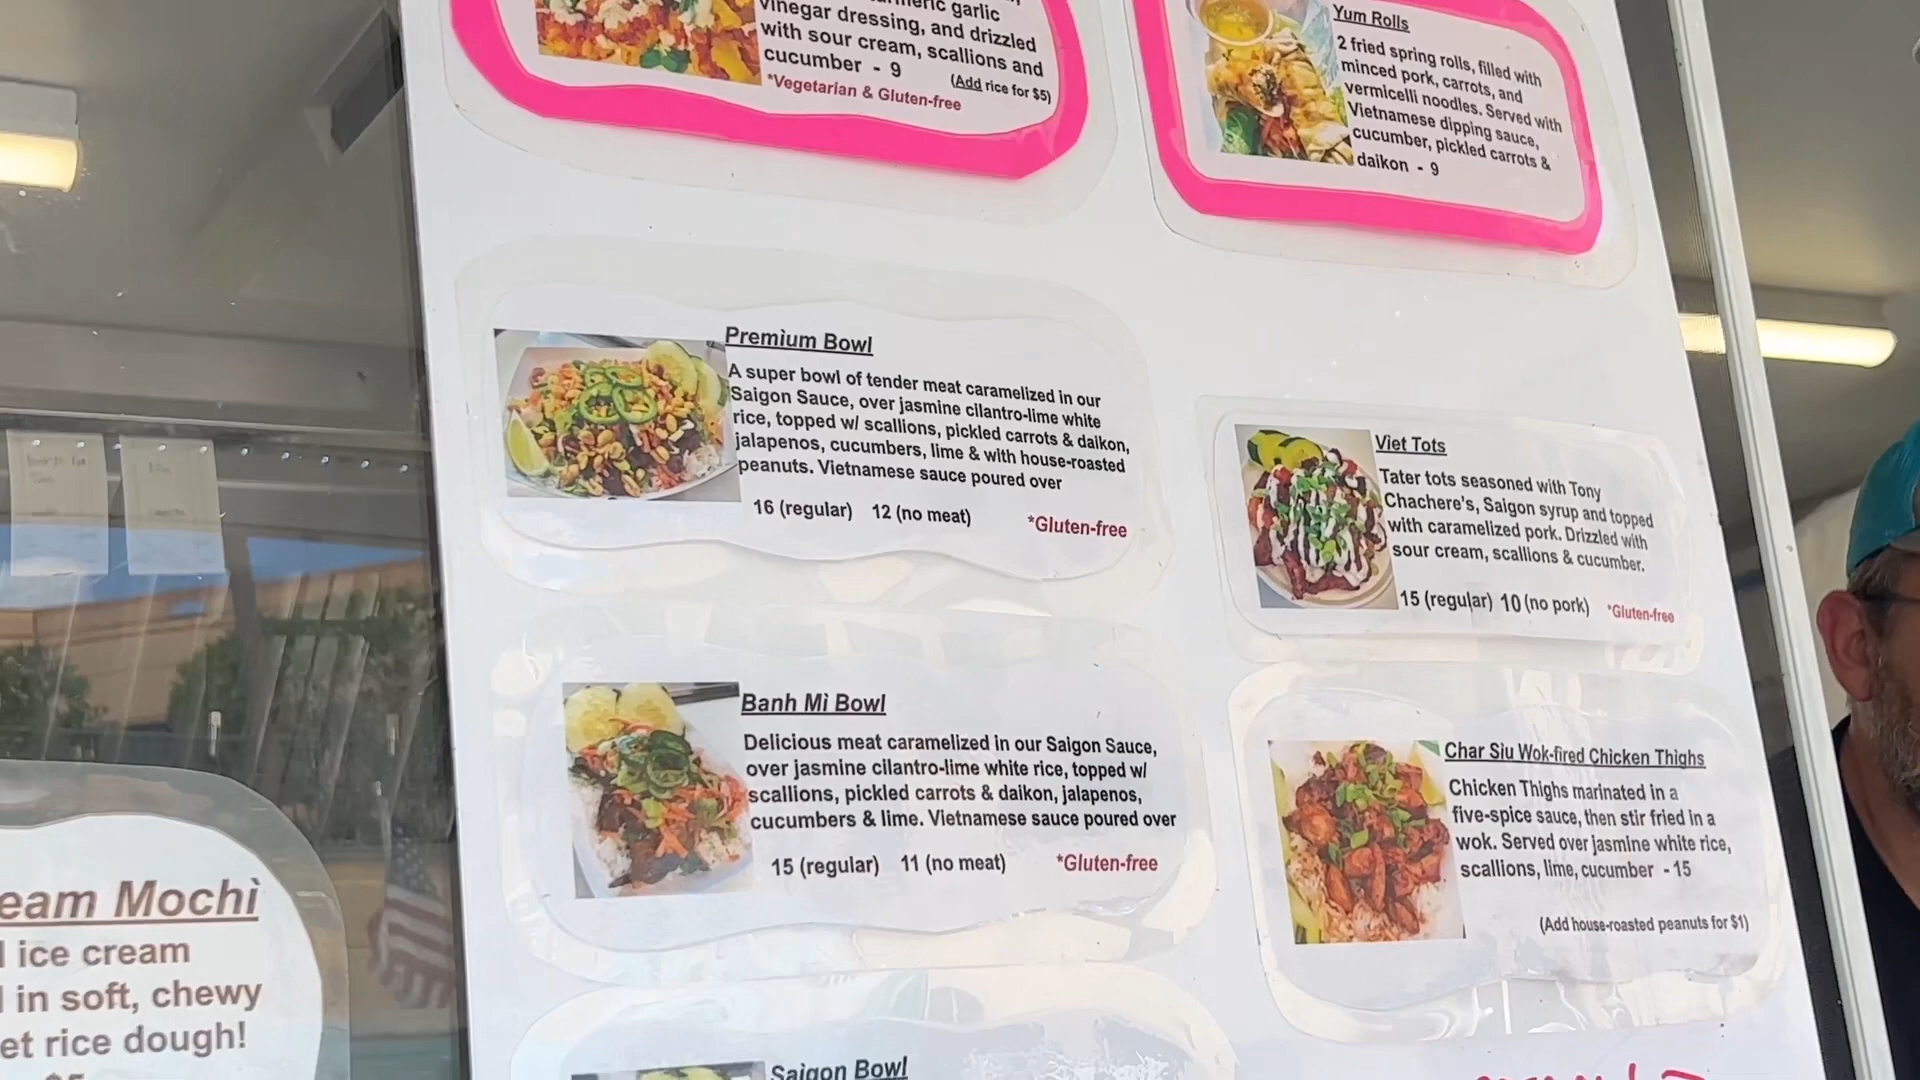 garlic
vinegar dressing, and drizzled
with sour cream, scallions and
cucumber - 9 (Add rice for $5)
*Vegetarian & Gluten-free
Yum Rolls
2 fried spring rolls, filled with
minced pork, carrots, and
vermicelli noodles. Served with
Vietnamese dipping sauce,
cucumber, pickled carrots &
daikon - 9
Premìum Bowl
A super bowl of tender meat caramelized in our
Saigon Sauce, over jasmine cilantro-lime white
rice, topped w/ scallions, pickled carrots & daikon,
jalapenos, cucumbers, lime & with house-roasted
peanuts. Vietnamese sauce poured over
16 (regular) 12 (no meat) *Gluten-free
Viet Tots
Tater tots seasoned with Tony
Chachere's, Saigon syrup and topped
with caramelized pork. Drizzled with
sour cream, scallions & cucumber.
15 (regular) 10 (no pork) *Gluten-free
Banh Mì Bowl
Delicious meat caramelized in our Saigon Sauce,
over jasmine cilantro-lime white rice, topped w/
scallions, pickled carrots & daikon, jalapenos,
cucumbers & lime. Vietnamese sauce poured over
15 (regular) 11 (no meat) *Gluten-free
Char Sìu Wok-fired Chicken Thighs
Chicken Thighs marinated in a
five-spice sauce, then stir fried in a
wok. Served over jasmine white rice,
scallions, lime, cucumber - 15
(Add house-roasted peanuts for $1)
Saìgon Bowl
eam Mochì
ice cream
in soft, chewy
et rice dough!